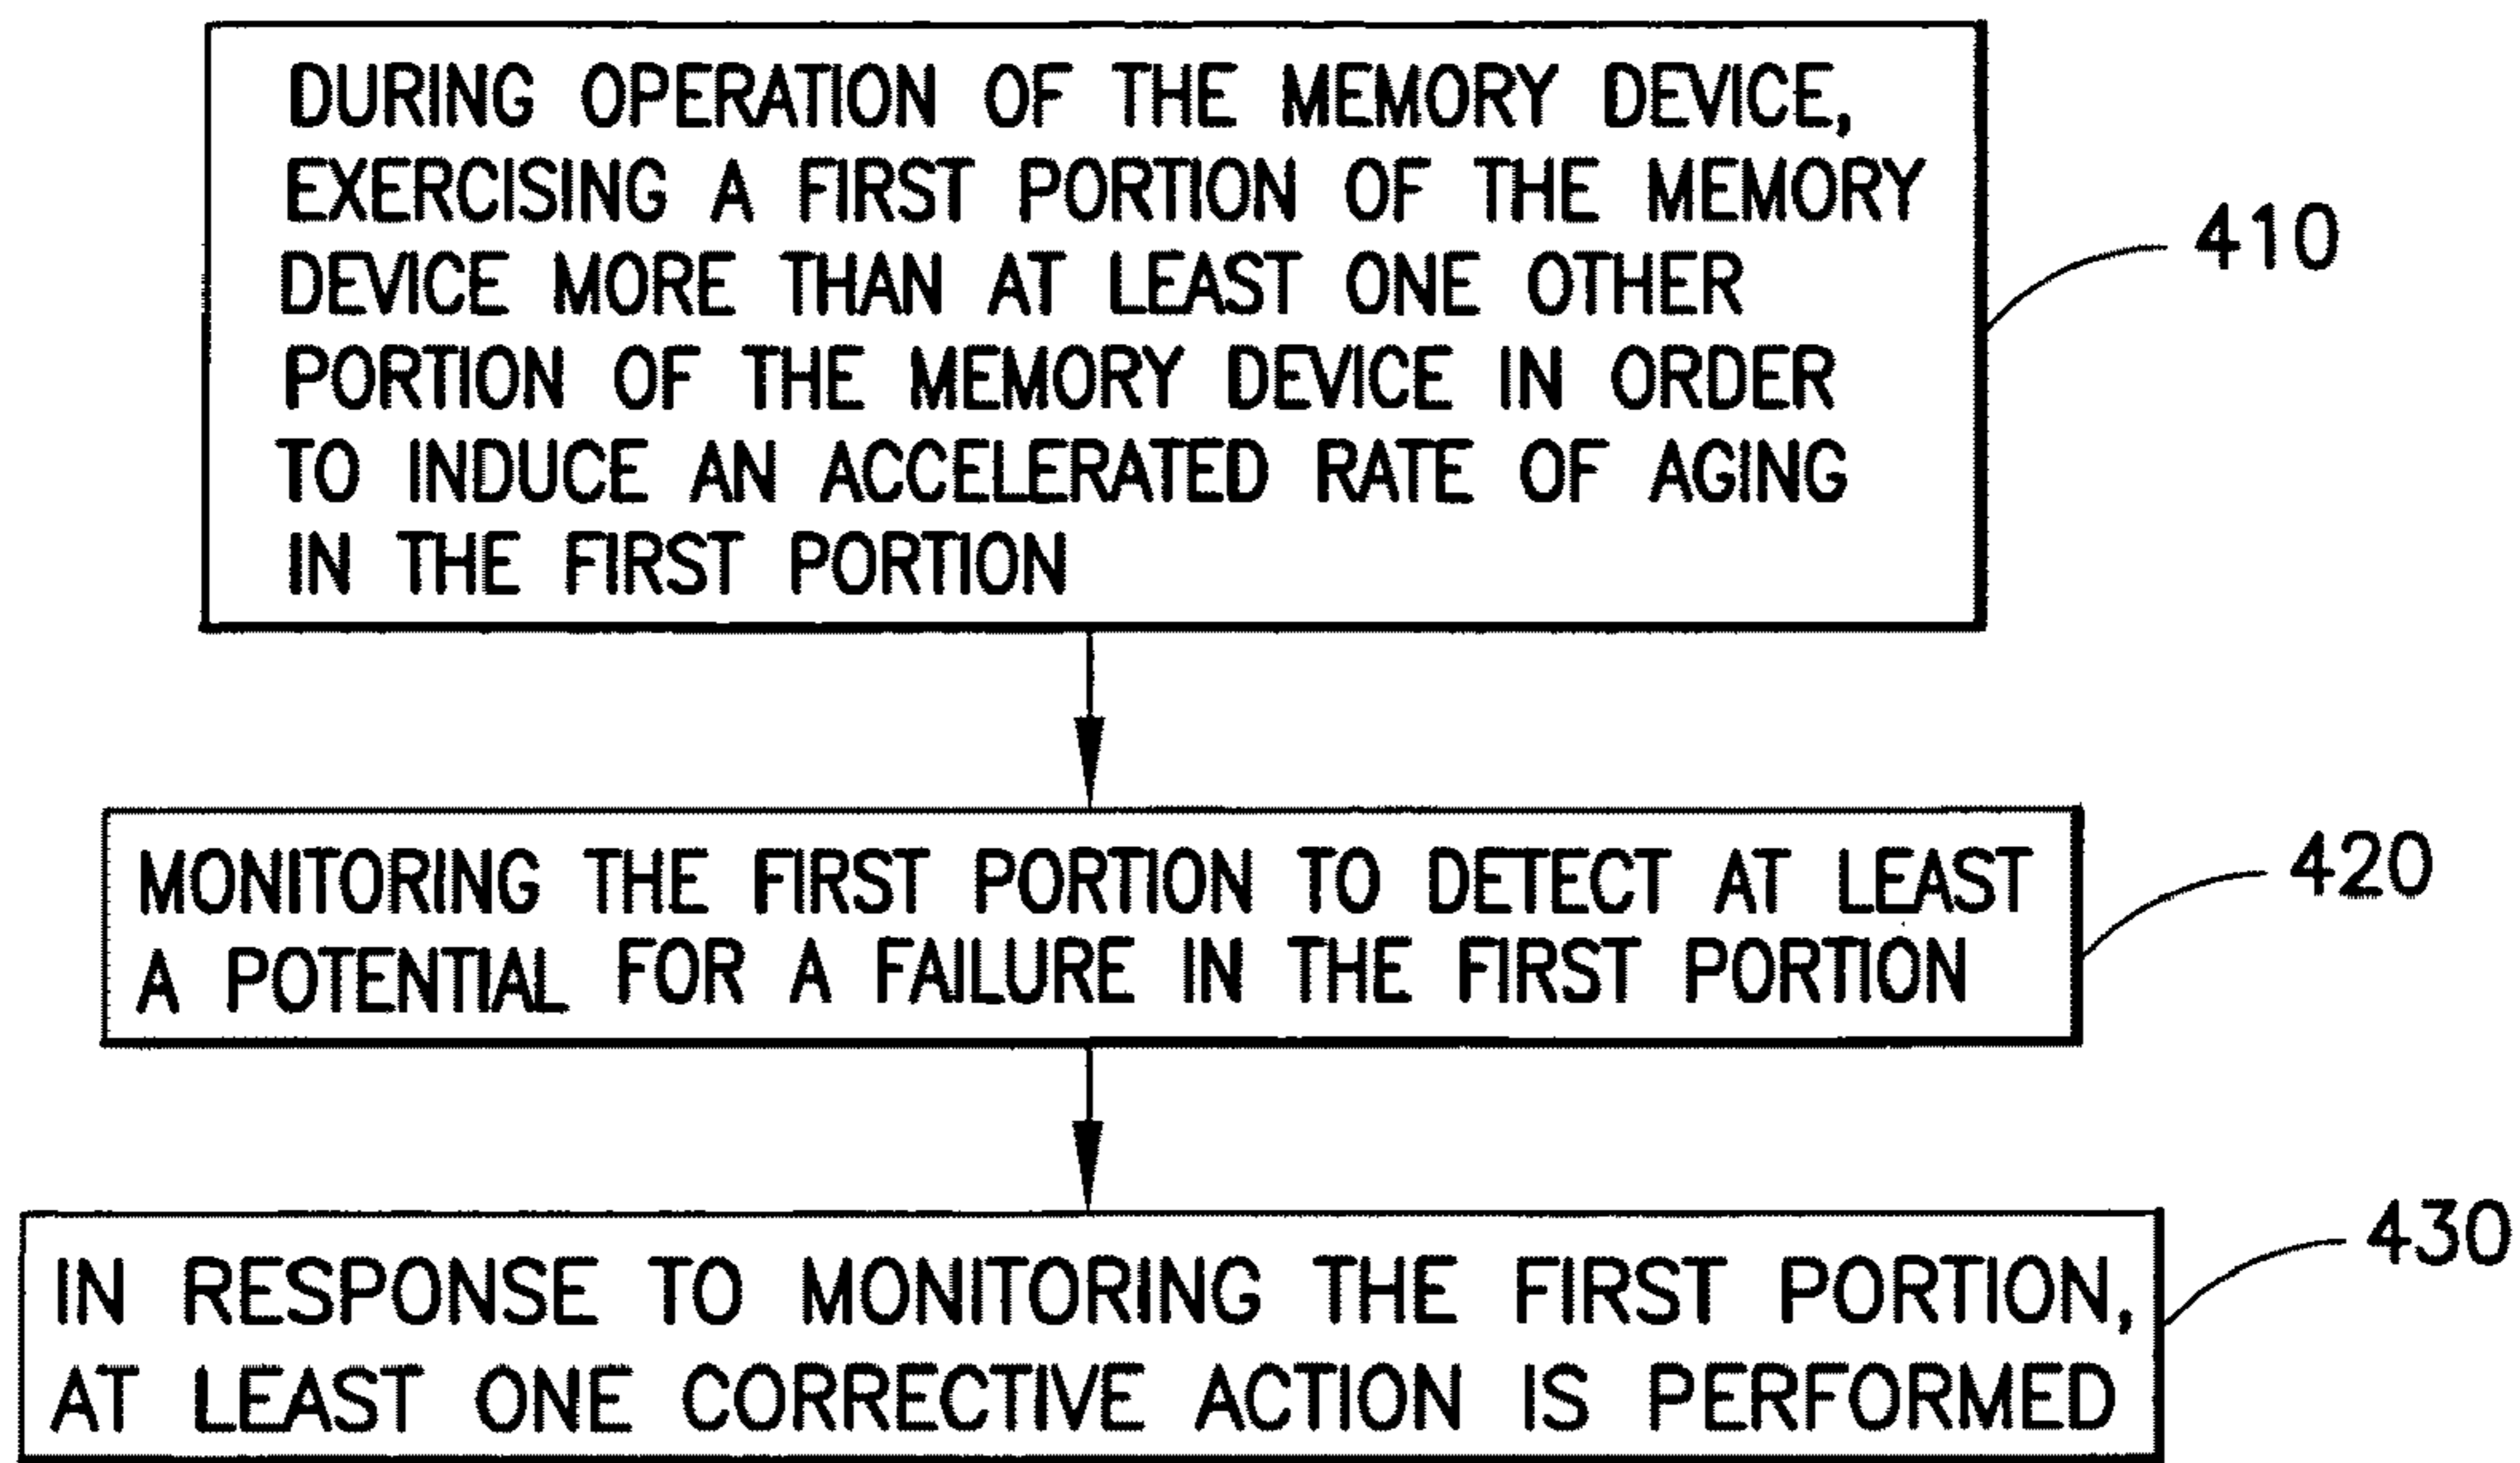 DURING OPERATION OF THE MEMORY DEVICE,
EXERCISING A FIRST PORTION OF THE MEMORY
DEVICE MORE THAN AT LEAST ONE OTHER
PORTION OF THE MEMORY DEVICE IN ORDER
TO INDUCE AN ACCELERATED RATE OF AGING
IN THE FIRST PORTION
410
MONITORING THE FIRST PORTION TO DETECT AT LEAST
A POTENTIAL FOR A FAILURE IN THE FIRST PORTION
420
IN RESPONSE TO MONITORING THE FIRST PORTION,
AT LEAST ONE CORRECTIVE ACTION IS PERFORMED
430